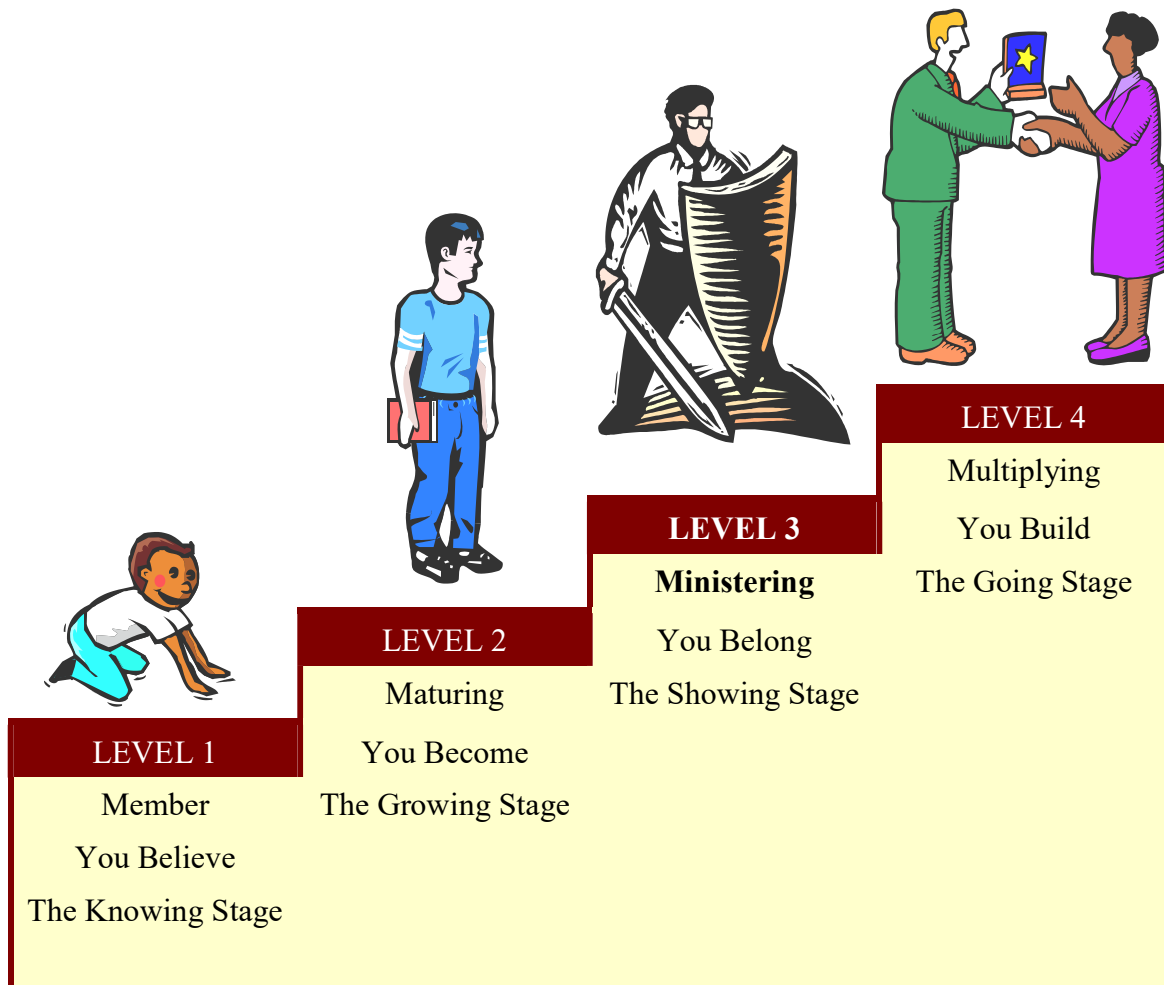 LEVEL 1
Member
You Believe
The Knowing Stage
LEVEL 2
Maturing
You Become
The Growing Stage
LEVEL 3
Ministering
You Belong
The Showing Stage
LEVEL 4
Multiplying
You Build
The Going Stage